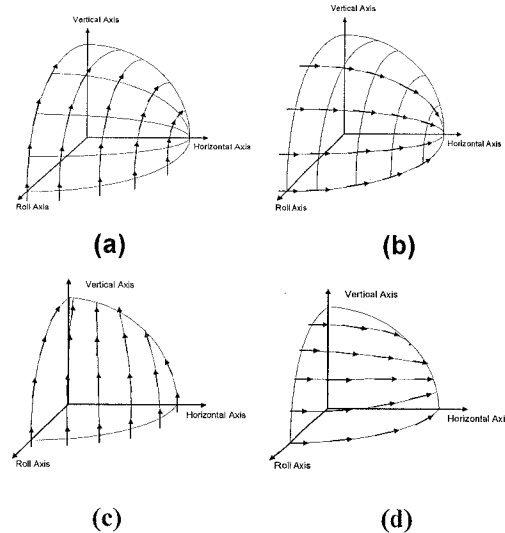 Vertical Axis
Horizontal Axis
Roll Axis
(a)
Vertical Axis
Horizontal Axis
Roll Axis
(b)
Vertical Axis
Horizontal Axis
Roll Axis
(c)
Vertical Axis
Horizontal Axis
Roll Axis
(d)